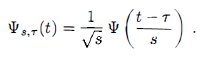 Ψ_{s,τ}(t) = \frac{1}{\sqrt{s}} Ψ \left( \frac{t − τ}{s} \right) .